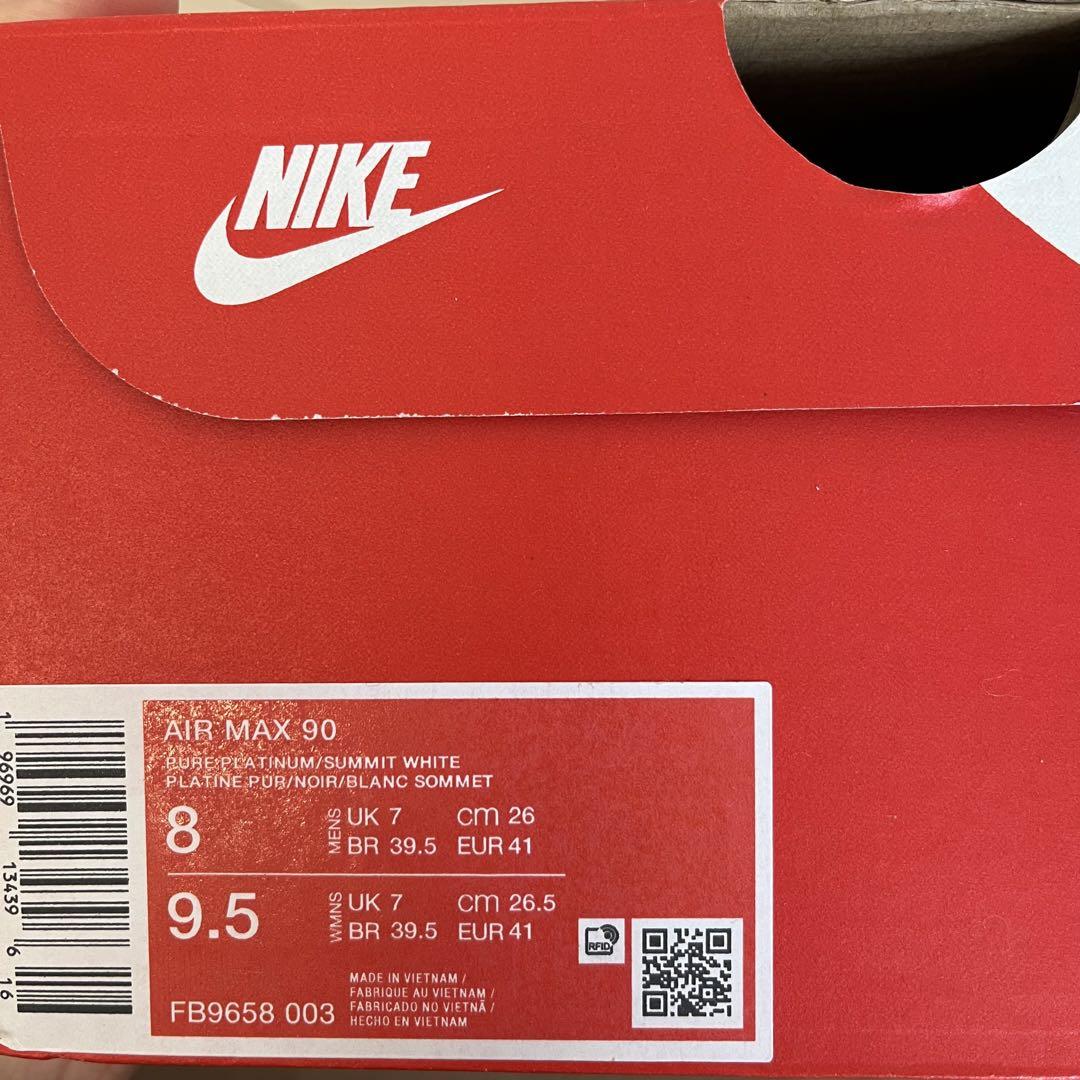 NIKE
AIR MAX 90
PURE PLATINUM/SUMMIT WHITE
PLATINE PUR/NOIR/BLANC SOMMET
8
MENS
UK 7 cm 26
BR 39.5 EUR 41
9.5
WMNS
UK 7 cm 26.5
BR 39.5 EUR 41
RFID
FB9658 003
MADE IN VIETNAM /
FABRIQUE AU VIETNAM /
FABRICADO NO VIETNÃ /
HECHO EN VIETNAM
1 96969 13439 6 16